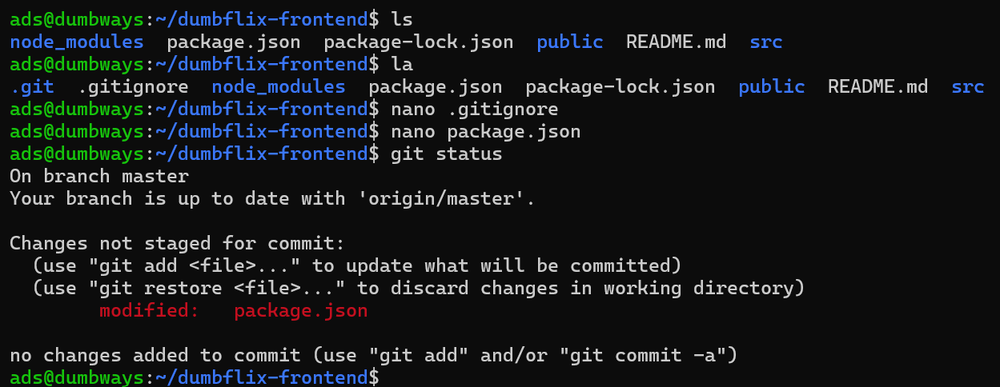 ads@dumbways:~/dumbflix-frontend$ ls
node_modules  package.json  package-lock.json  public  README.md  src
ads@dumbways:~/dumbflix-frontend$ la
.git  .gitignore  node_modules  package.json  package-lock.json  public  README.md  src
ads@dumbways:~/dumbflix-frontend$ nano .gitignore
ads@dumbways:~/dumbflix-frontend$ nano package.json
ads@dumbways:~/dumbflix-frontend$ git status
On branch master
Your branch is up to date with 'origin/master'.

Changes not staged for commit:
  (use "git add <file>..." to update what will be committed)
  (use "git restore <file>..." to discard changes in working directory)
        modified:   package.json

no changes added to commit (use "git add" and/or "git commit -a")
ads@dumbways:~/dumbflix-frontend$